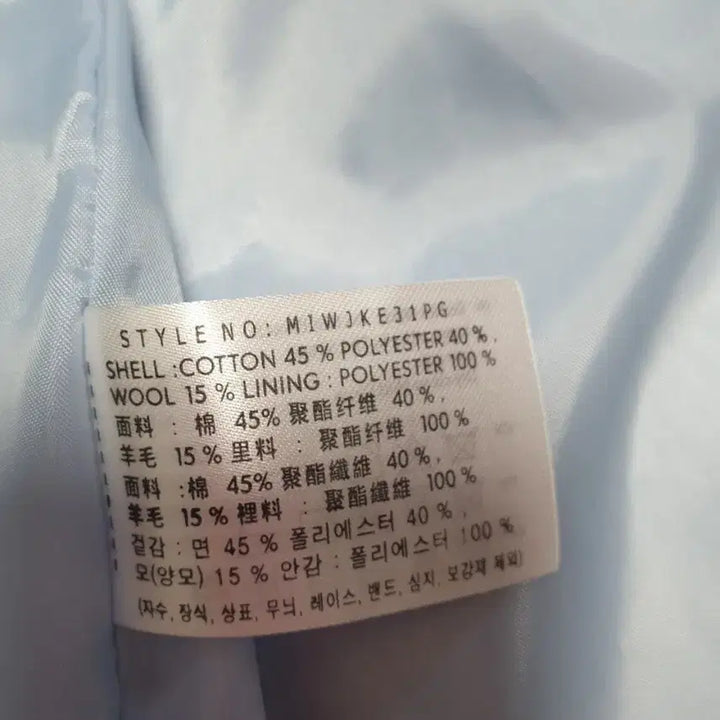 STYLE NO: MIWJKE31PG
SHELL :COTTON 45 % POLYESTER 40 %,
WOOL 15 % LINING : POLYESTER 100 %
面料 : 棉 45% 聚酯纤维 40 %,
羊毛 15 % 里料 : 聚酯纤维 100 %
面料 :棉 45% 聚酯纖維 40 %,
羊毛 15 % 裡料 : 聚酯纖維 100 %
겉감 : 면 45 % 폴리에스터 40 %,
모(양모) 15 % 안감 : 폴리에스터 100 %
(자수, 장식, 상표, 무늬, 레이스, 밴드, 심지, 보강재 제외)